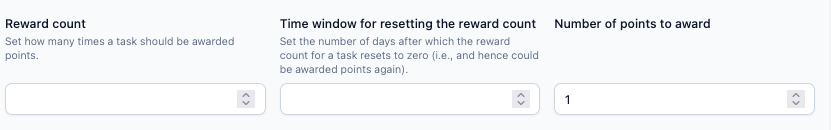 Reward count
Set how many times a task should be awarded
points.
Time window for resetting the reward count
Set the number of days after which the reward
count for a task resets to zero (i.e., and hence could
be awarded points again).
Number of points to award
1